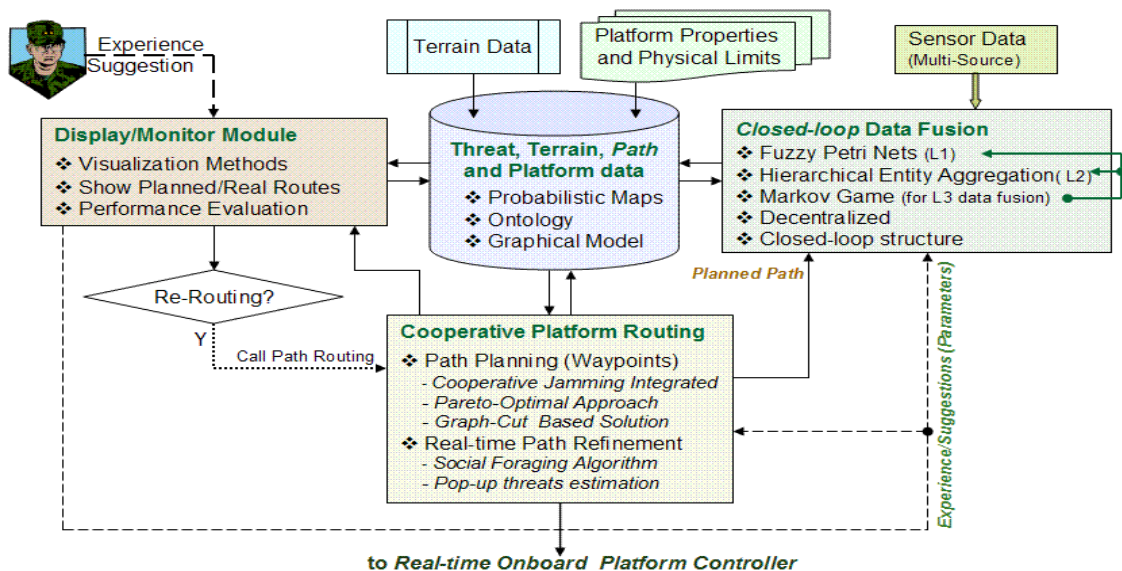 Experience
Suggestion
Terrain Data
Platform Properties
and Physical Limits
Sensor Data
(Multi-Source)
Display/Monitor Module
❖ Visualization Methods
❖ Show Planned/Real Routes
❖ Performance Evaluation
Threat, Terrain, Path
and Platform data
❖ Probabilistic Maps
❖ Ontology
❖ Graphical Model
Closed-loop Data Fusion
❖ Fuzzy Petri Nets (L1)
❖ Hierarchical Entity Aggregation( L2)
❖ Markov Game (for L3 data fusion)
❖ Decentralized
❖ Closed-loop structure
Planned Path
Re-Routing?
Y
Call Path Routing
Cooperative Platform Routing
❖ Path Planning (Waypoints)
- Cooperative Jamming Integrated
- Pareto-Optimal Approach
- Graph-Cut Based Solution
❖ Real-time Path Refinement
- Social Foraging Algorithm
- Pop-up threats estimation
Experience/Suggestions (Parameters)
to Real-time Onboard Platform Controller